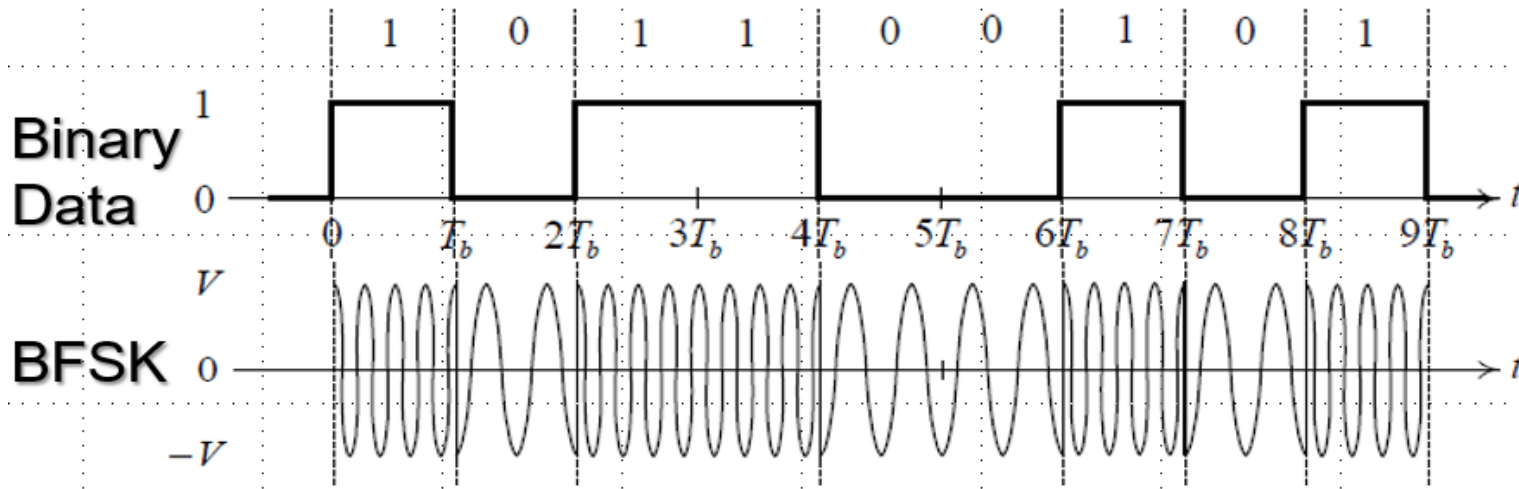 1 0 1 1 0 0 1 0 1
1
Binary
Data
0
t
0 T_b 2T_b 3T_b 4T_b 5T_b 6T_b 7T_b 8T_b 9T_b
V
BFSK 0
t
−V